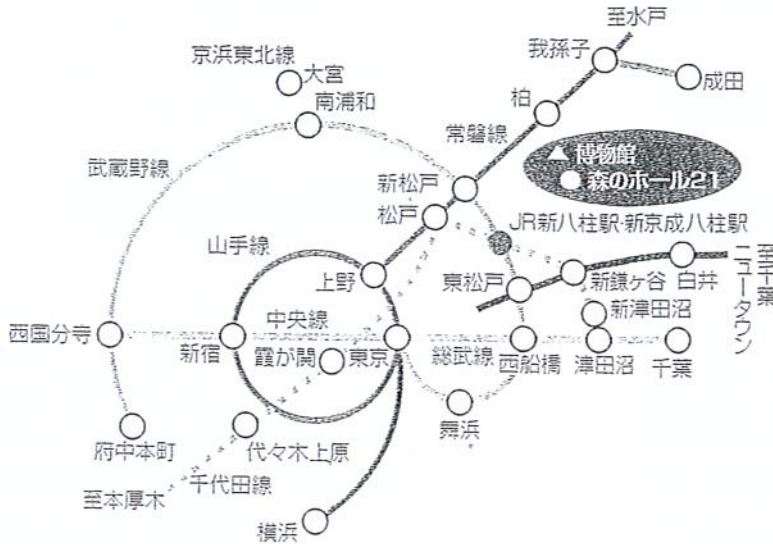 至水戸
我孫子
京浜東北線
大宮
成田
南浦和
柏
常磐線
▲ 博物館
● 森のホール21
武蔵野線
新松戸
松戸
JR新八柱駅·新京成八柱駅
山手線
上野
東松戸
新鎌ヶ谷
白井
至千葉
ニュータウン
新津田沼
西国分寺
中央線
新宿
霞が関
東京
総武線
西船橋
津田沼
千葉
舞浜
府中本町
代々木上原
千代田線
至本厚木
横浜